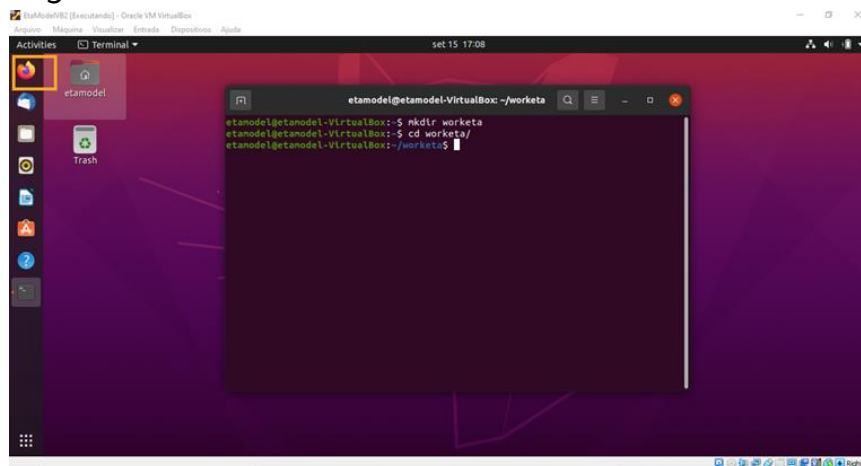 EtaModelVB2 [Executando] - Oracle VM VirtualBox
Arquivo Máquina Visualizar Entrada Dispositivos Ajuda
Activities Terminal set 15 17:08
etamodel
Trash
etamodel@etamodel-VirtualBox: ~/worketa
etamodel@etamodel-VirtualBox:~$ mkdir worketa
etamodel@etamodel-VirtualBox:~$ cd worketa/
etamodel@etamodel-VirtualBox:~/worketa$